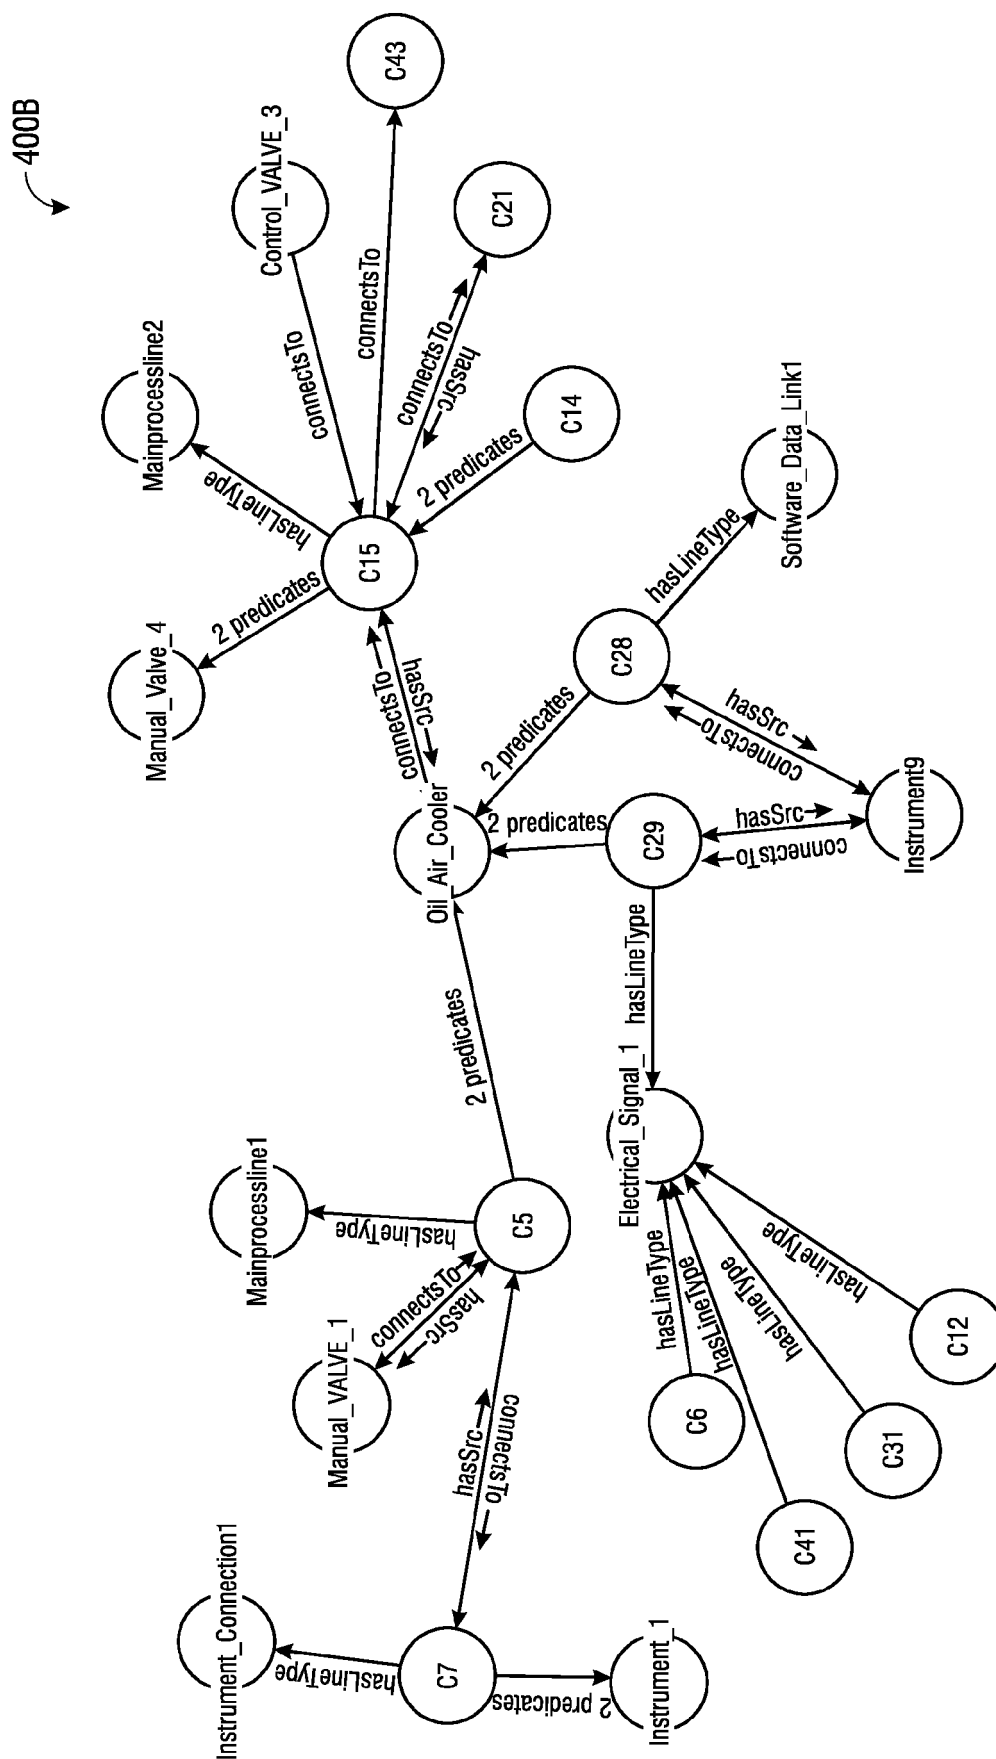 400B
Instrument_Connection1
hasLineType
C7
2 predicates
Instrument_1
hasSrc
connectsTo
Manual_VALVE_1
connectsTo
hasSrc
Mainprocessline1
hasLineType
C5
2 predicates
Oil_Air_Cooler
connectsTo
hasSrc
Manual_Valve_4
2 predicates
Mainprocessline2
hasLineType
C15
connectsTo
Control_VALVE_3
connectsTo
C43
connectsTo
hasSrc
C21
2 predicates
C14
2 predicates
C28
hasLineType
Software_Data_Link1
hasSrc
connectsTo
2 predicates
C29
hasSrc
connectsTo
Instrument9
hasLineType
Electrical_Signal_1
hasLineType
C6
hasLineType
C41
hasLineType
C31
hasLineType
C12